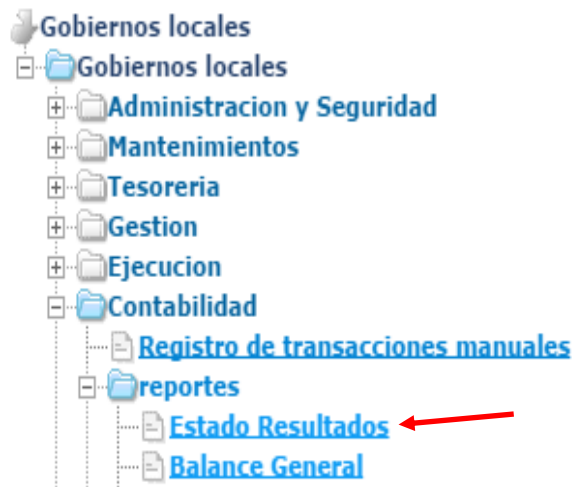 Gobiernos locales
Gobiernos locales
Administracion y Seguridad
Mantenimientos
Tesoreria
Gestion
Ejecucion
Contabilidad
Registro de transacciones manuales
reportes
Estado Resultados
Balance General